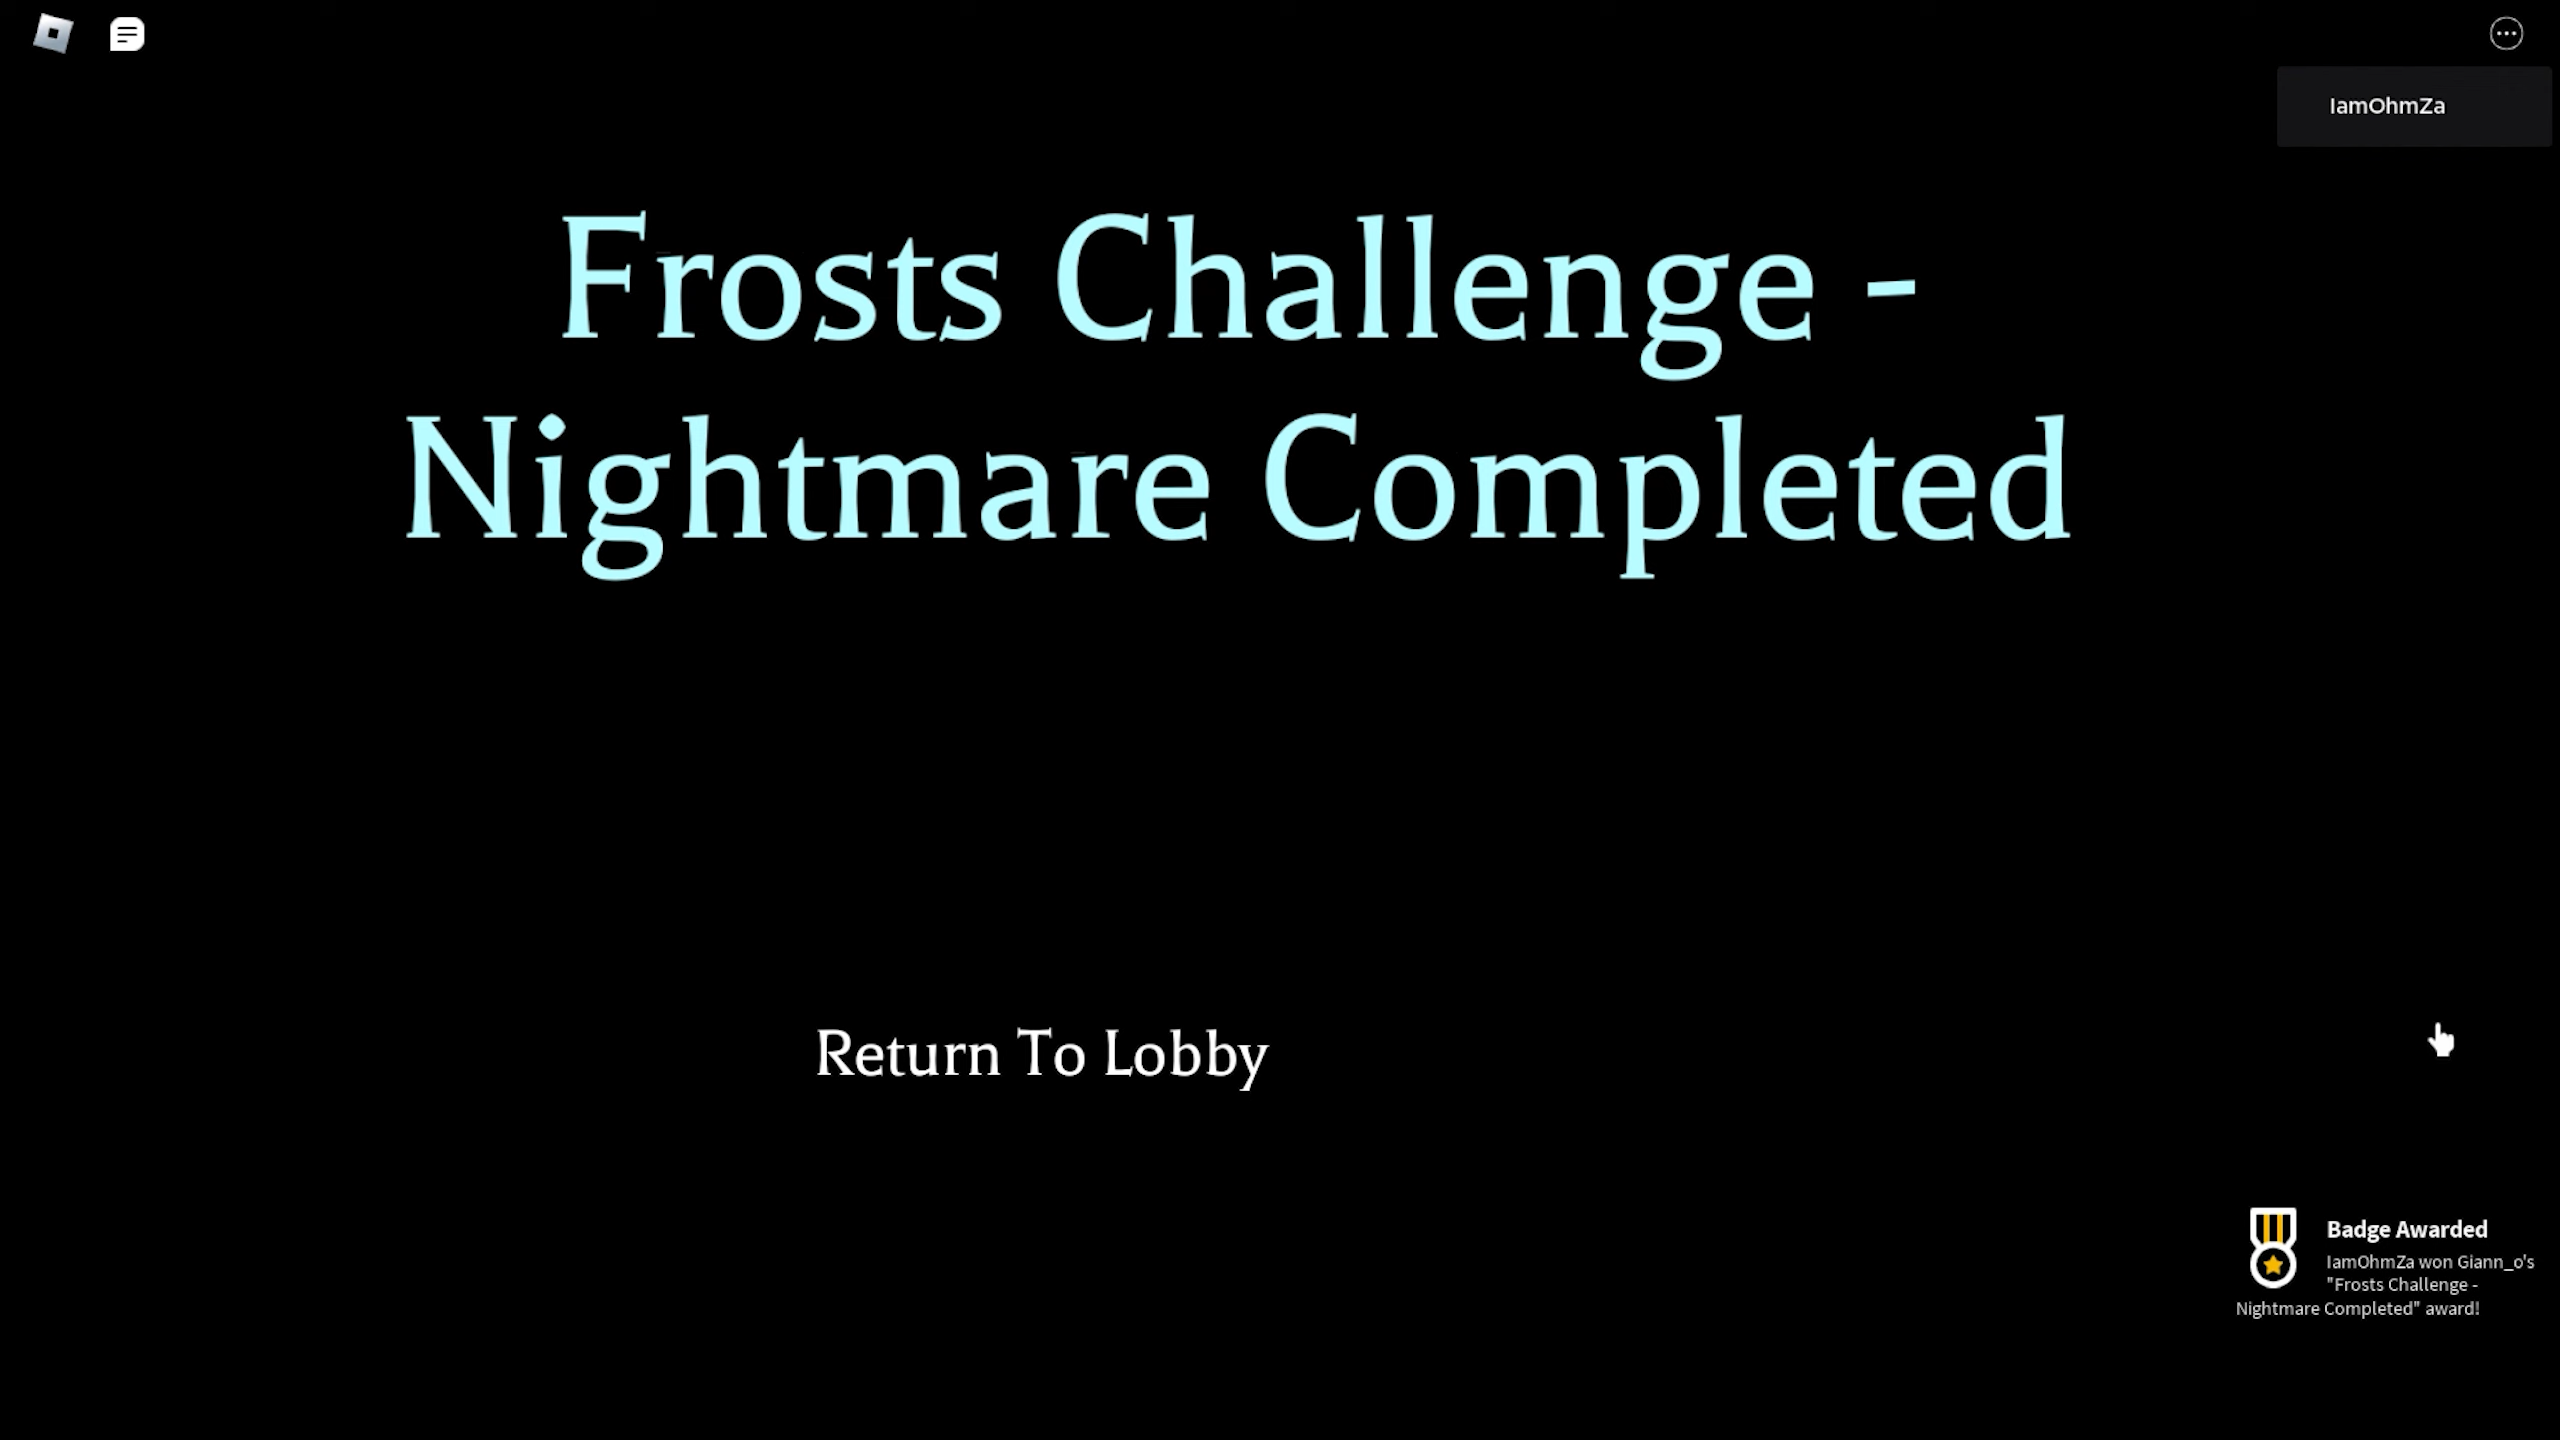 IamOhmZa
Frosts Challenge -
Nightmare Completed
Return To Lobby
Badge Awarded
IamOhmZa won Giann_o's
"Frosts Challenge -
Nightmare Completed" award!